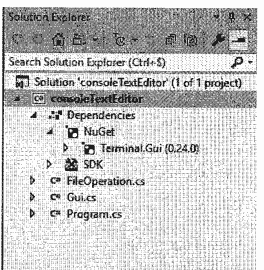 Solution Explorer
Search Solution Explorer (Ctrl+$)
Solution 'consoleTextEditor' (1 of 1 project)
C# consoleTextEditor
Dependencies
NuGet
Terminal.Gui (0.24.0)
SDK
C# FileOperation.cs
C# Gui.cs
C# Program.cs